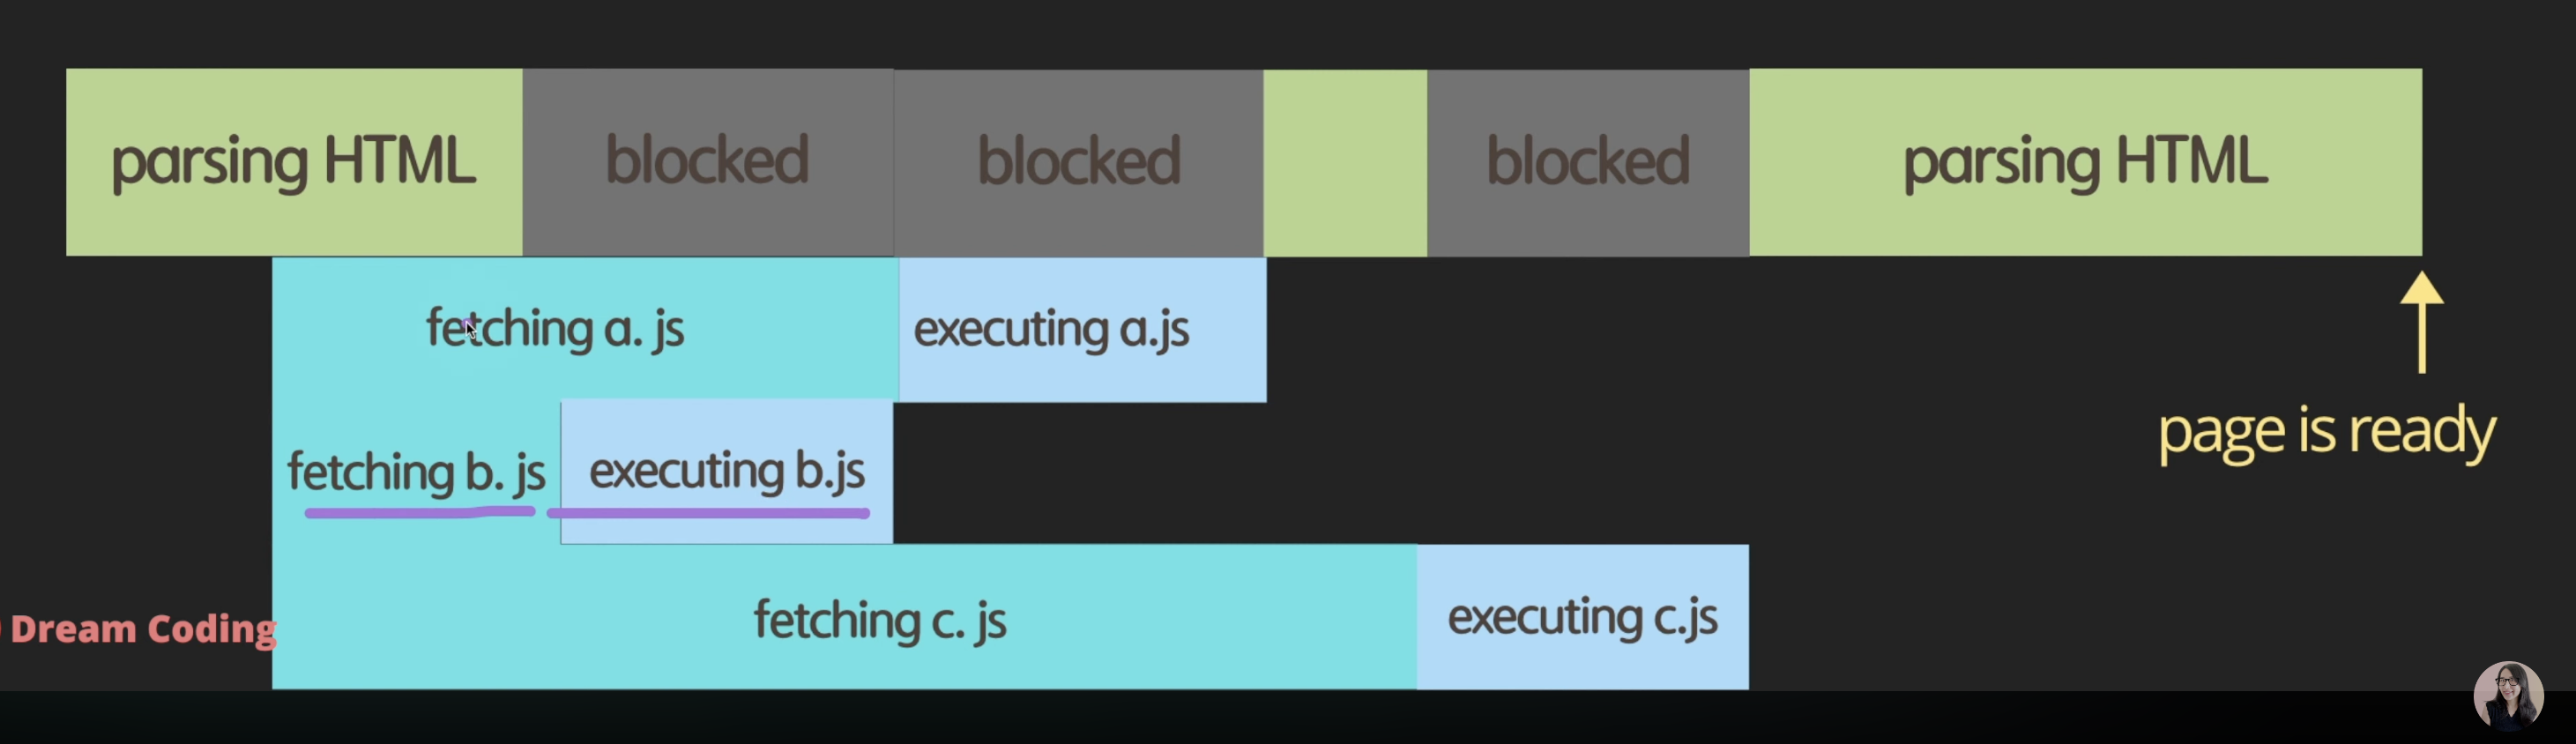 parsing HTML
blocked
blocked
blocked
parsing HTML
fetching a. js
executing a.js
page is ready
fetching b. js
executing b.js
fetching c. js
executing c.js
Dream Coding